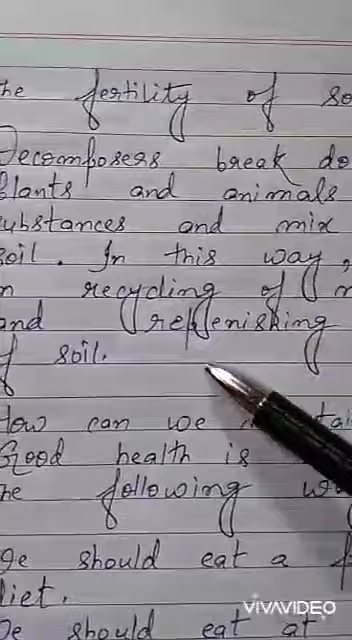 the fertility of so
Decomposers break do
plants and animals
substances and mix
soil. In this way,
n recycling of m
and replenishing
of soil.
How can we tai
Good health is
the following w
we should eat a f
diet.
We should eat at
VIVAVIDEO